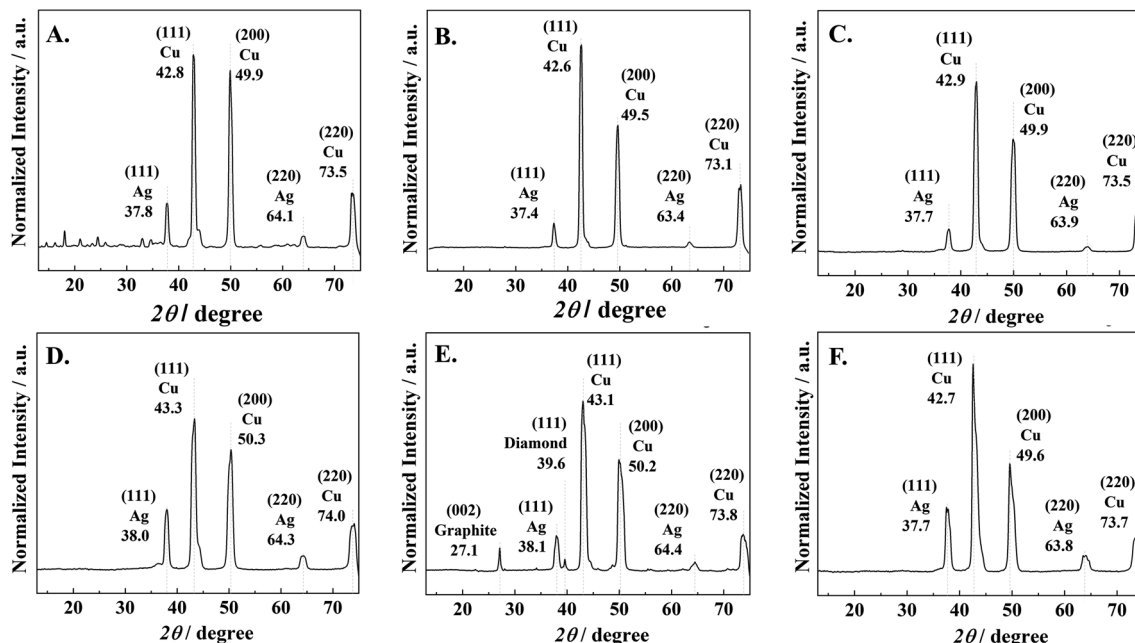 A.
Normalized Intensity / a.u.
(111)
Ag
37.8
(111)
Cu
42.8
(200)
Cu
49.9
(220)
Ag
64.1
(220)
Cu
73.5
20
30
40
50
60
70
2θ / degree
B.
Normalized Intensity / a.u.
(111)
Ag
37.4
(111)
Cu
42.6
(200)
Cu
49.5
(220)
Ag
63.4
(220)
Cu
73.1
20
30
40
50
60
70
2θ / degree
C.
Normalized Intensity / a.u.
(111)
Ag
37.7
(111)
Cu
42.9
(200)
Cu
49.9
(220)
Ag
63.9
(220)
Cu
73.5
20
30
40
50
60
70
2θ / degree
D.
Normalized Intensity / a.u.
(111)
Ag
38.0
(111)
Cu
43.3
(200)
Cu
50.3
(220)
Ag
64.3
(220)
Cu
74.0
20
30
40
50
60
70
2θ / degree
E.
Normalized Intensity / a.u.
(002)
Graphite
27.1
(111)
Ag
38.1
(111)
Diamond
39.6
(111)
Cu
43.1
(200)
Cu
50.2
(220)
Ag
64.4
(220)
Cu
73.8
20
30
40
50
60
70
2θ / degree
F.
Normalized Intensity / a.u.
(111)
Ag
37.7
(111)
Cu
42.7
(200)
Cu
49.6
(220)
Ag
63.8
(220)
Cu
73.7
20
30
40
50
60
70
2θ / degree